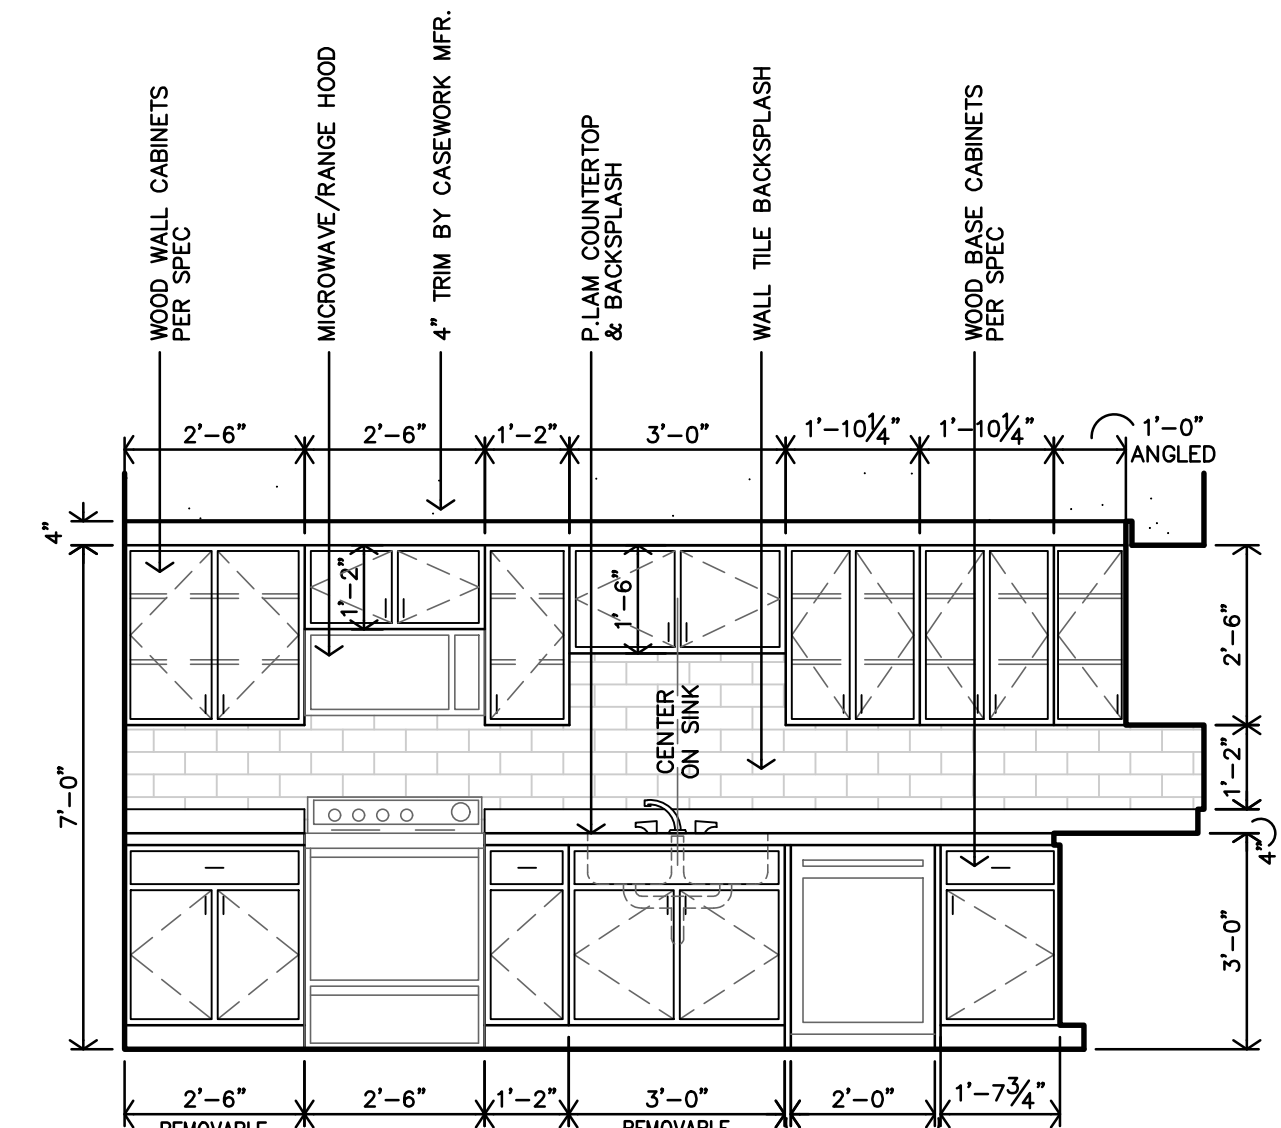 WOOD WALL CABINETS
PER SPEC
MICROWAVE/RANGE HOOD
4" TRIM BY CASEWORK MFR.
P.LAM COUNTERTOP
& BACKSPLASH
WALL TILE BACKSPLASH
WOOD BASE CABINETS
PER SPEC
2'-6"
2'-6"
1'-2"
3'-0"
1'-10¼"
1'-10¼"
1'-0"
ANGLED
4"
7'-0"
1'-2"
1'-6"
CENTER
ON SINK
2'-6"
1'-2"
4"
3'-0"
2'-6"
2'-6"
1'-2"
3'-0"
2'-0"
1'-7¾"
REMOVABLE
REMOVABLE